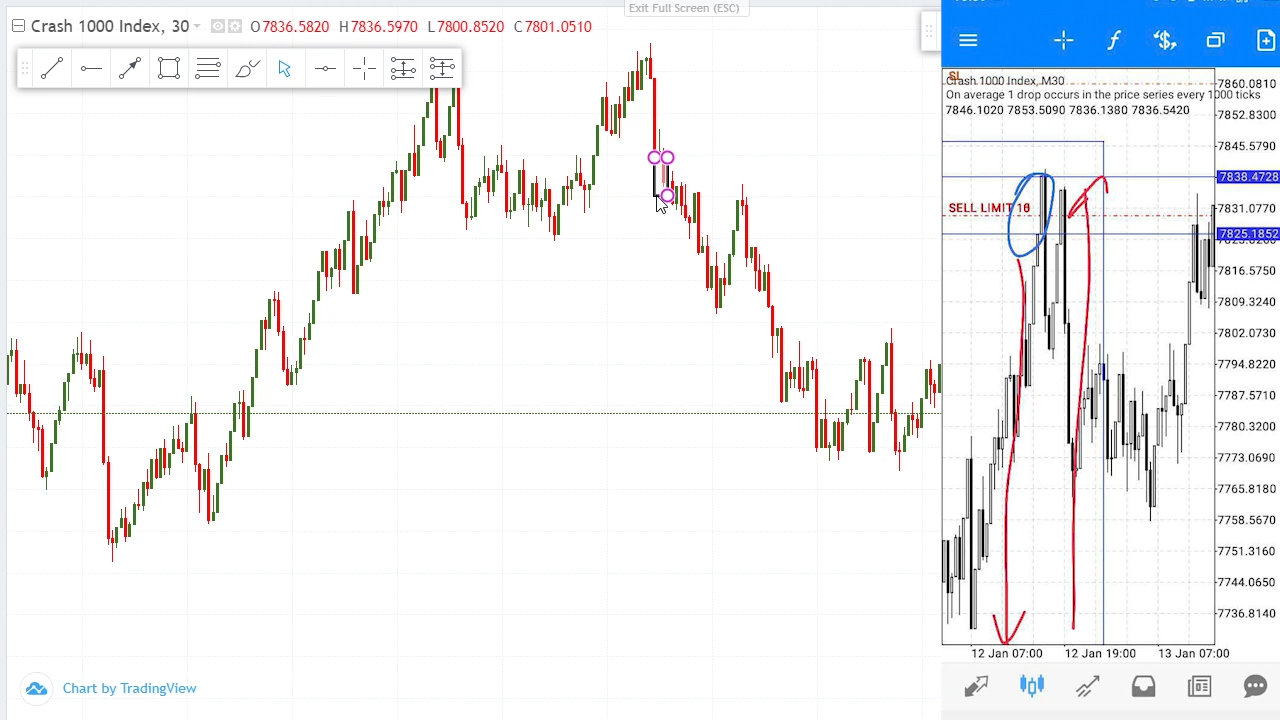 Exit Full Screen (ESC)
Crash 1000 Index, 30 O7836.5820 H7836.5970 L7800.8520 C7801.0510
Chart by TradingView
SL
Crash 1000 Index, M30
On average 1 drop occurs in the price series every 1000 ticks
7846.1020 7853.5090 7836.1380 7836.5420
SELL LIMIT 16
7860.0810
7852.8300
7845.5790
7838.4728
7831.0770
7825.1852
7816.5750
7809.3240
7802.0730
7794.8220
7787.5710
7780.3200
7773.0690
7765.8180
7758.5670
7751.3160
7744.0650
7736.8140
12 Jan 07:00 12 Jan 19:00 13 Jan 07:00